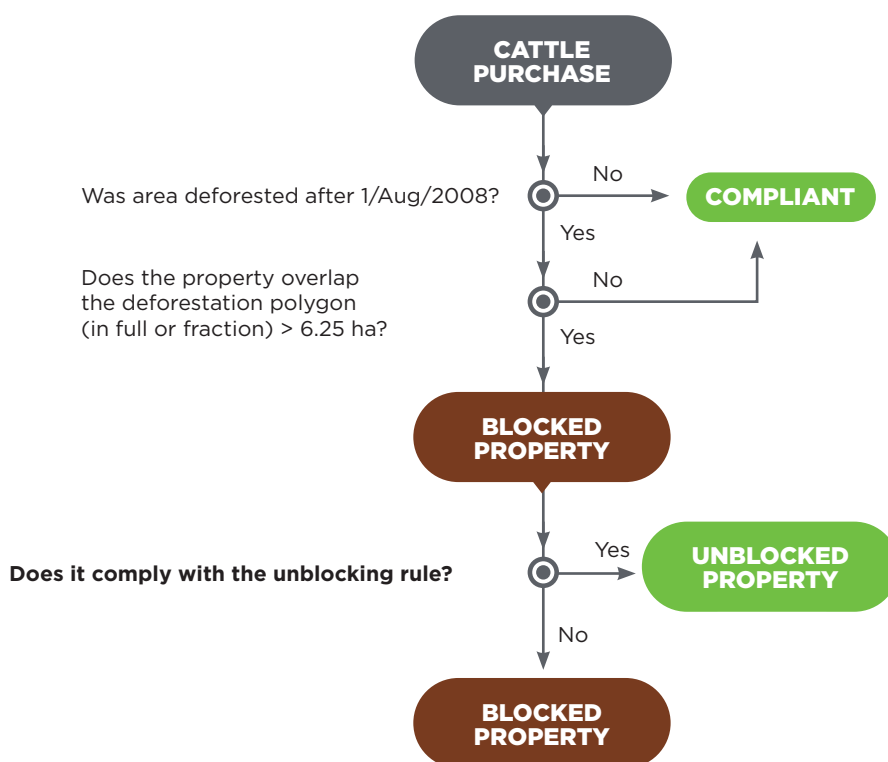 CATTLE
PURCHASE
Was area deforested after 1/Aug/2008?
No
COMPLIANT
Yes
Does the property overlap
the deforestation polygon
(in full or fraction) > 6.25 ha?
No
Yes
BLOCKED
PROPERTY
Does it comply with the unblocking rule?
Yes
UNBLOCKED
PROPERTY
No
BLOCKED
PROPERTY